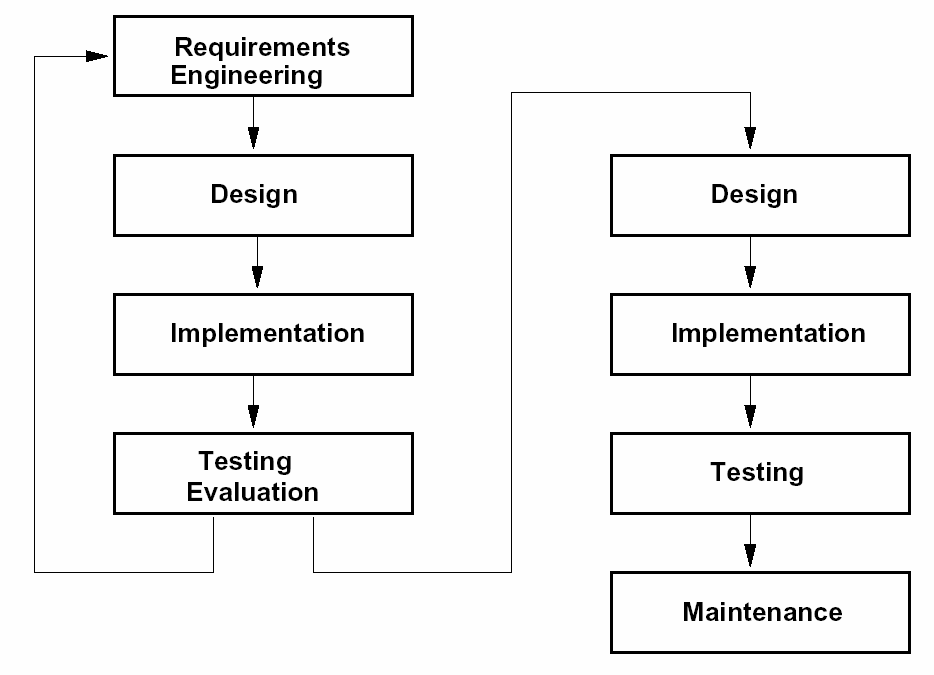 Requirements
Engineering
Design
Implementation
Testing
Evaluation
Design
Implementation
Testing
Maintenance